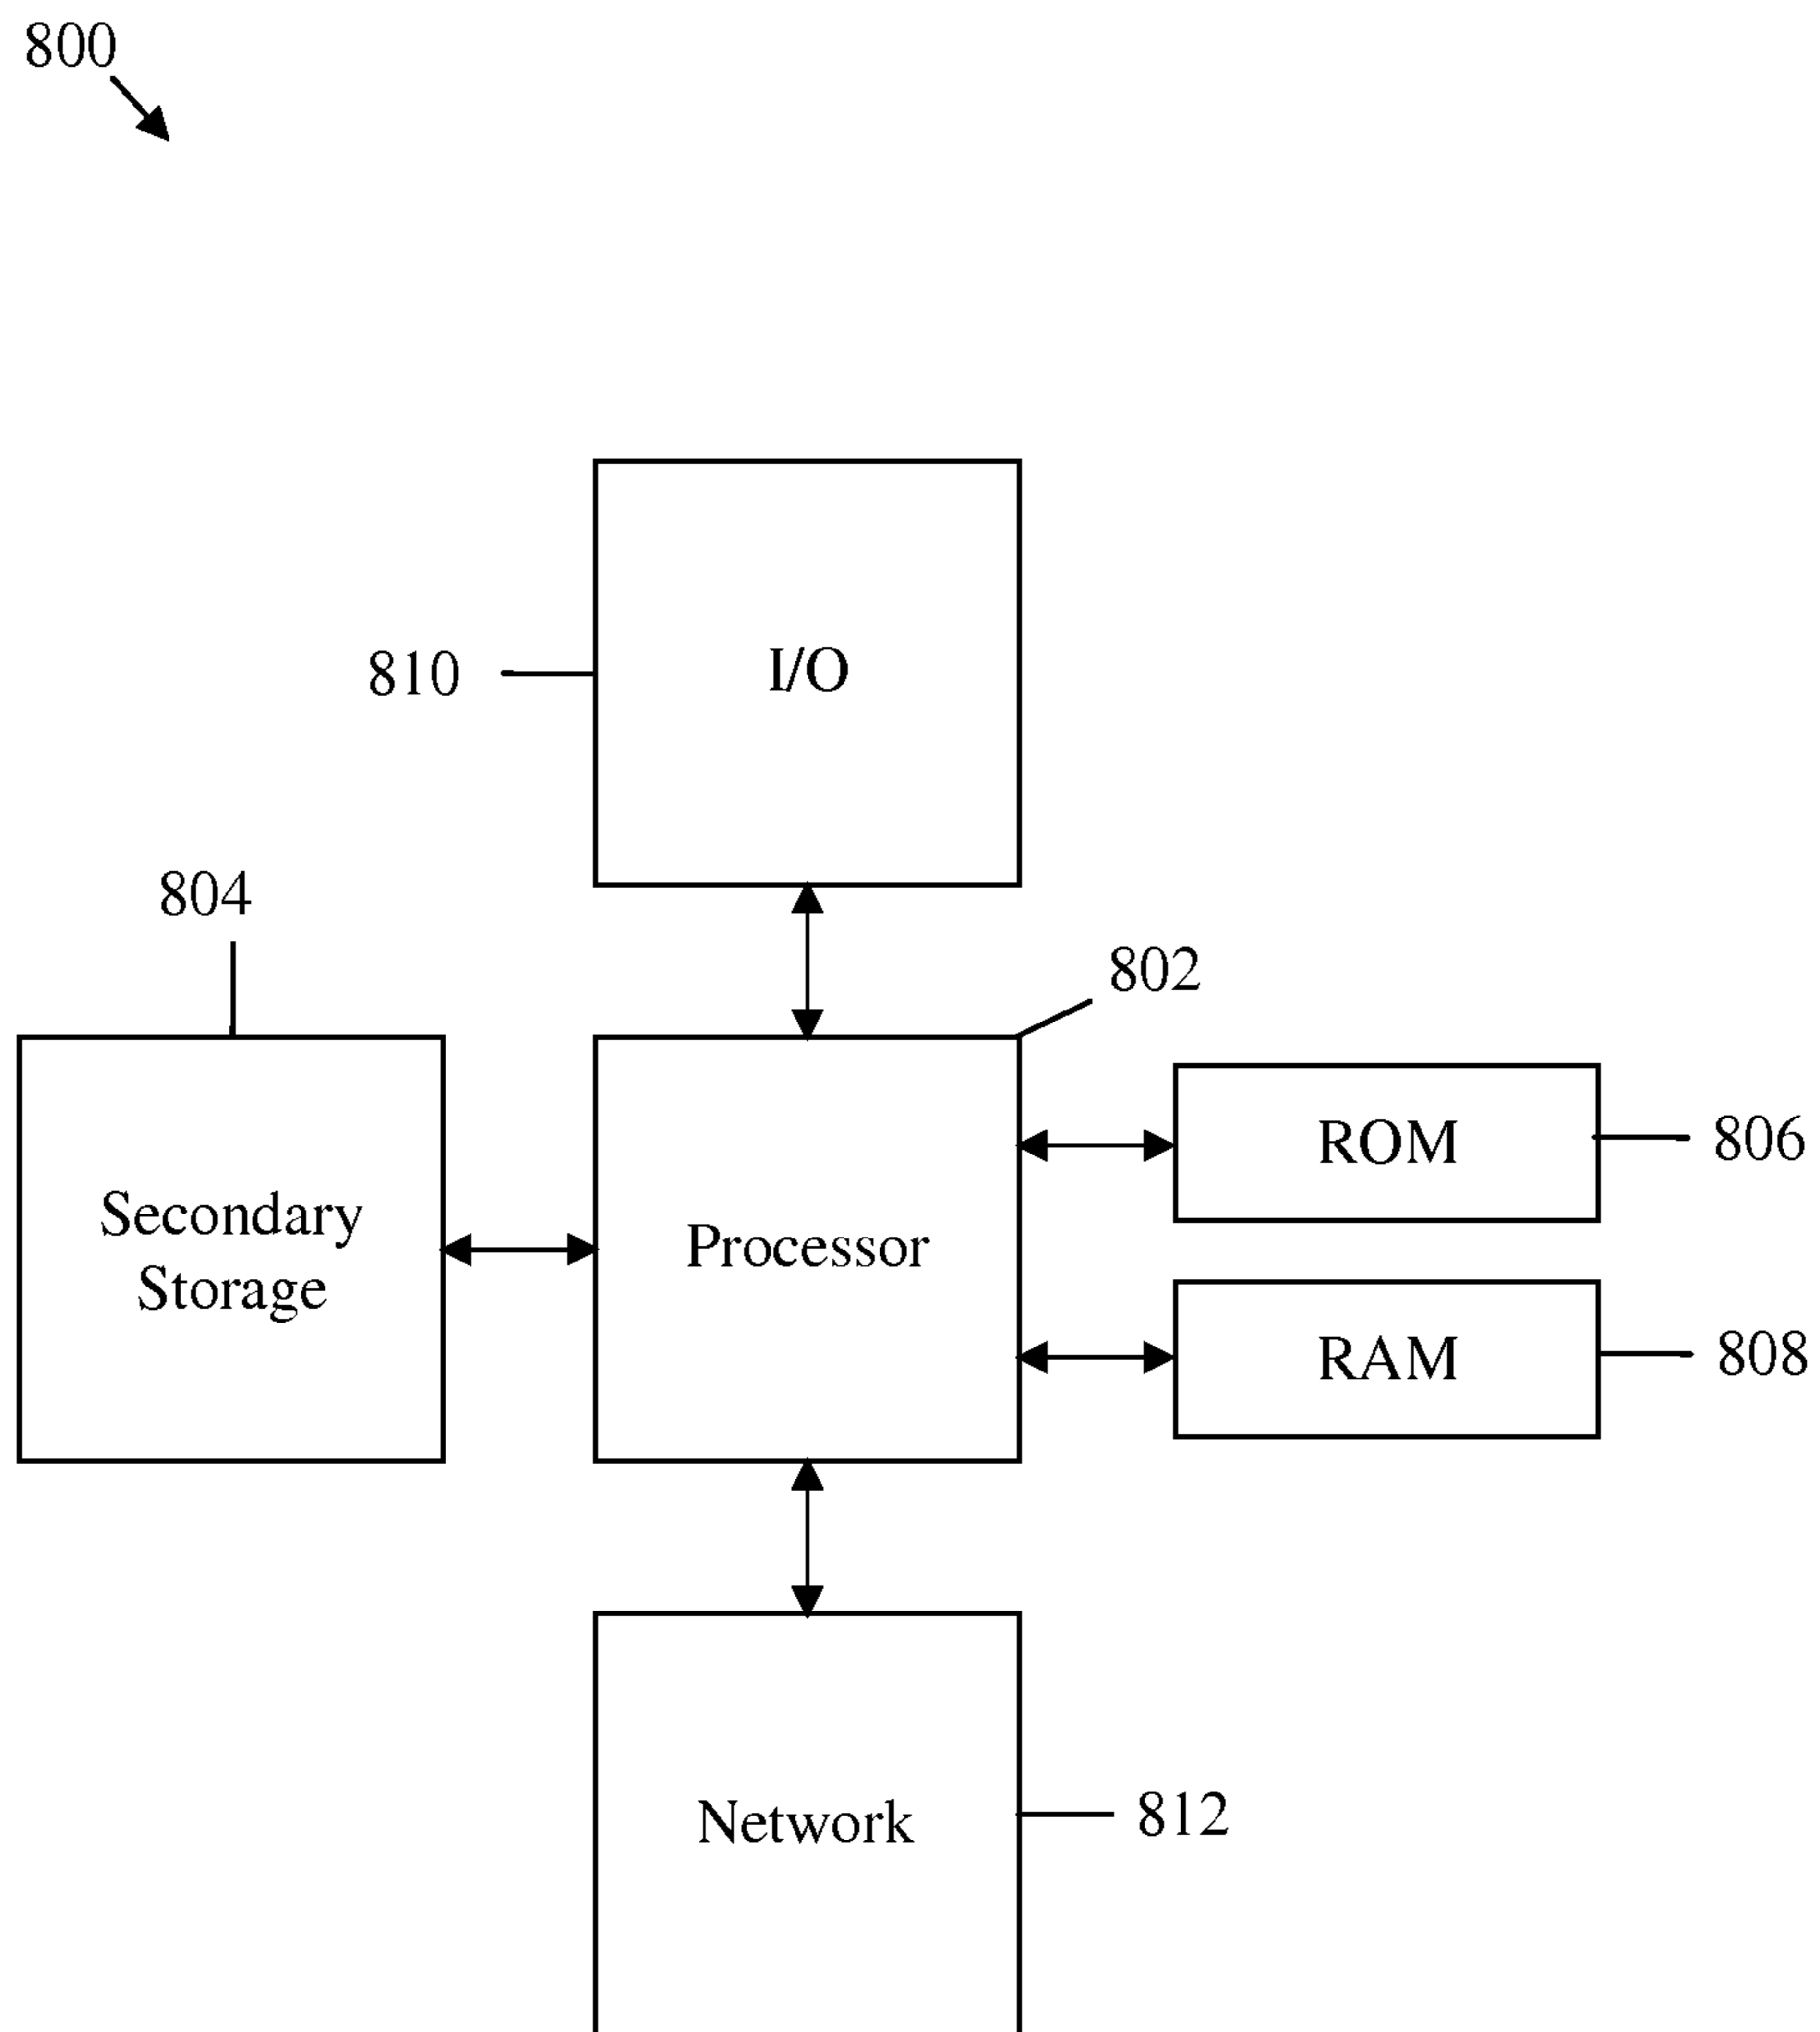 800
I/O
810
804
802
ROM
806
Secondary
Storage
Processor
RAM
808
Network
812